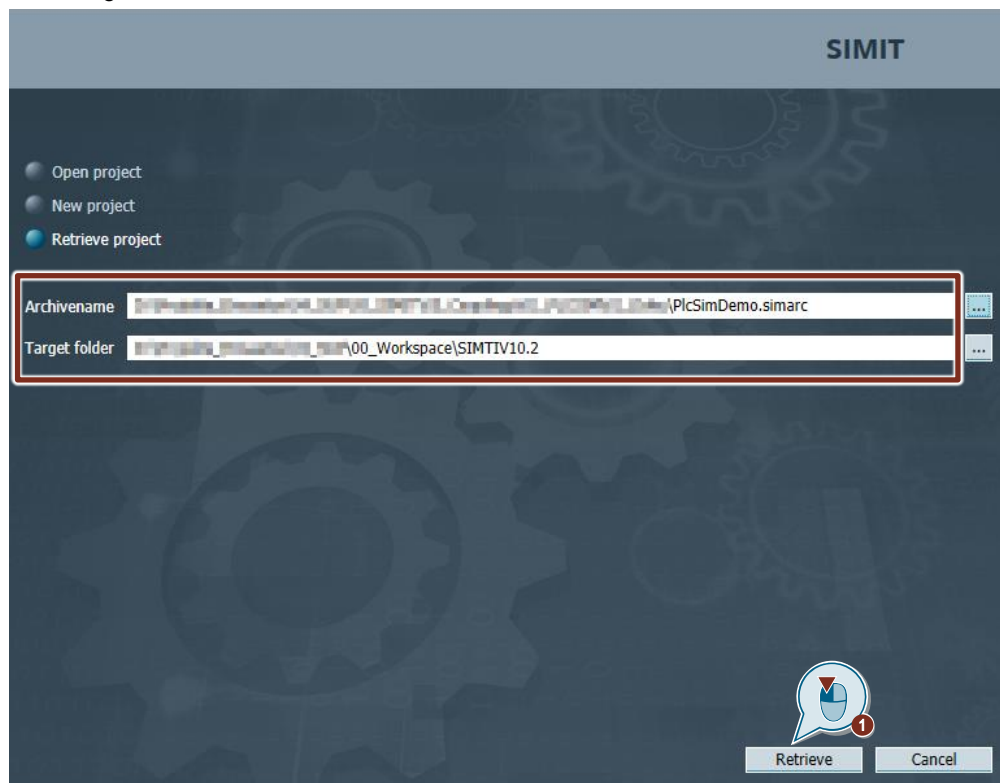 SIMIT
Open project
New project
Retrieve project
Archivename \PlcSimDemo.simarc ...
Target folder \00_Workspace\SIMTIV10.2 ...
1
Retrieve Cancel